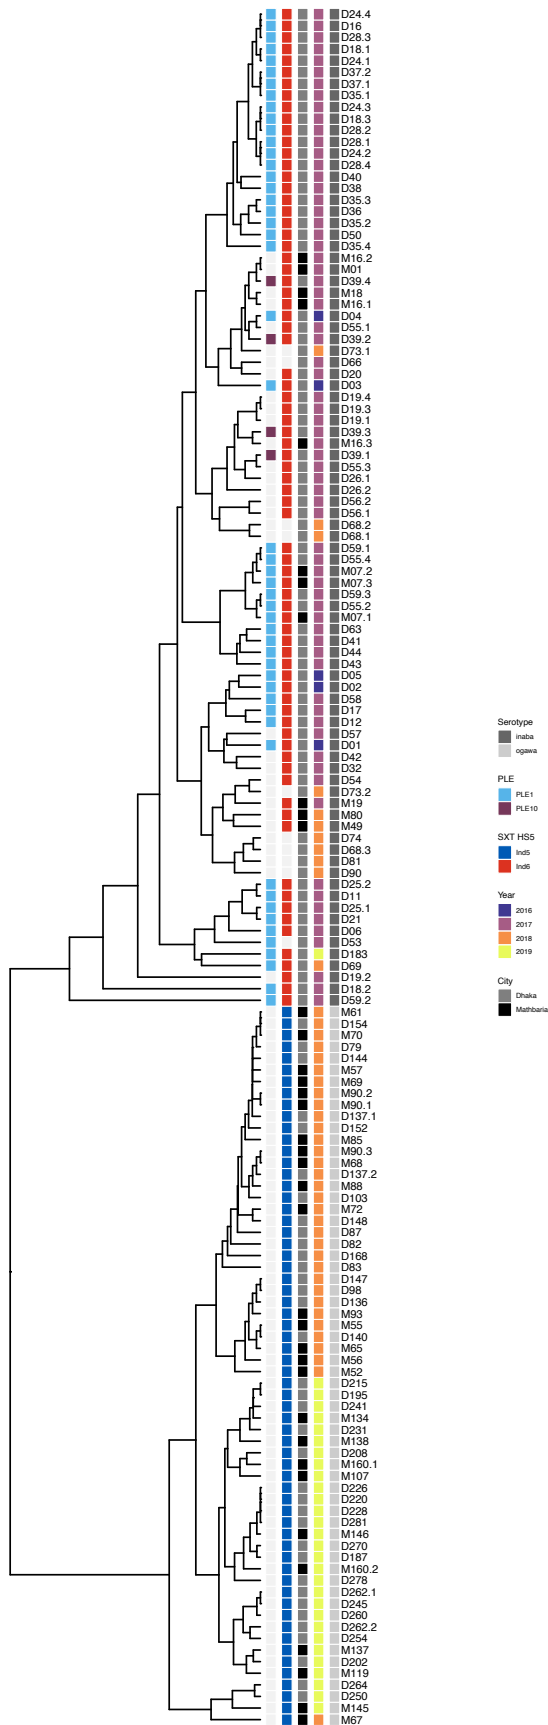 D24.4
D16
D28.3
D18.1
D24.1
D37.2
D37.1
D35.1
D24.3
D18.3
D28.2
D28.1
D24.2
D28.4
D40
D38
D35.3
D36
D35.2
D50
D35.4
M16.2
M01
D39.4
M18
M16.1
D04
D55.1
D39.2
D73.1
D66
D20
D03
D19.4
D19.3
D19.1
D39.3
M16.3
D39.1
D55.3
D26.1
D26.2
D56.2
D56.1
D68.2
D68.1
D59.1
D55.4
M07.2
M07.3
D59.3
D55.2
M07.1
D63
D41
D44
D43
D05
D02
D58
D17
D12
D57
D01
D42
D32
D54
D73.2
M19
M80
M49
D74
D68.3
D81
D90
D25.2
D11
D25.1
D21
D06
D53
D183
D69
D19.2
D18.2
D59.2
M61
D154
M70
D79
D144
M57
M69
M90.2
M90.1
D137.1
D152
M85
M90.3
M68
D137.2
M88
D103
M72
D148
D87
D82
D168
D83
D147
D98
D136
M93
M55
D140
M65
M56
M52
D215
D195
D241
M134
D231
M138
D208
M160.1
M107
D226
D220
D228
D281
M146
D270
D187
M160.2
D278
D262.1
D245
D260
D262.2
D254
M137
D202
M119
D264
D250
M145
M67
Serotype
inaba
ogawa
PLE
PLE1
PLE10
SXT HS5
Ind5
Ind6
Year
2016
2017
2018
2019
City
Dhaka
Mathbaria